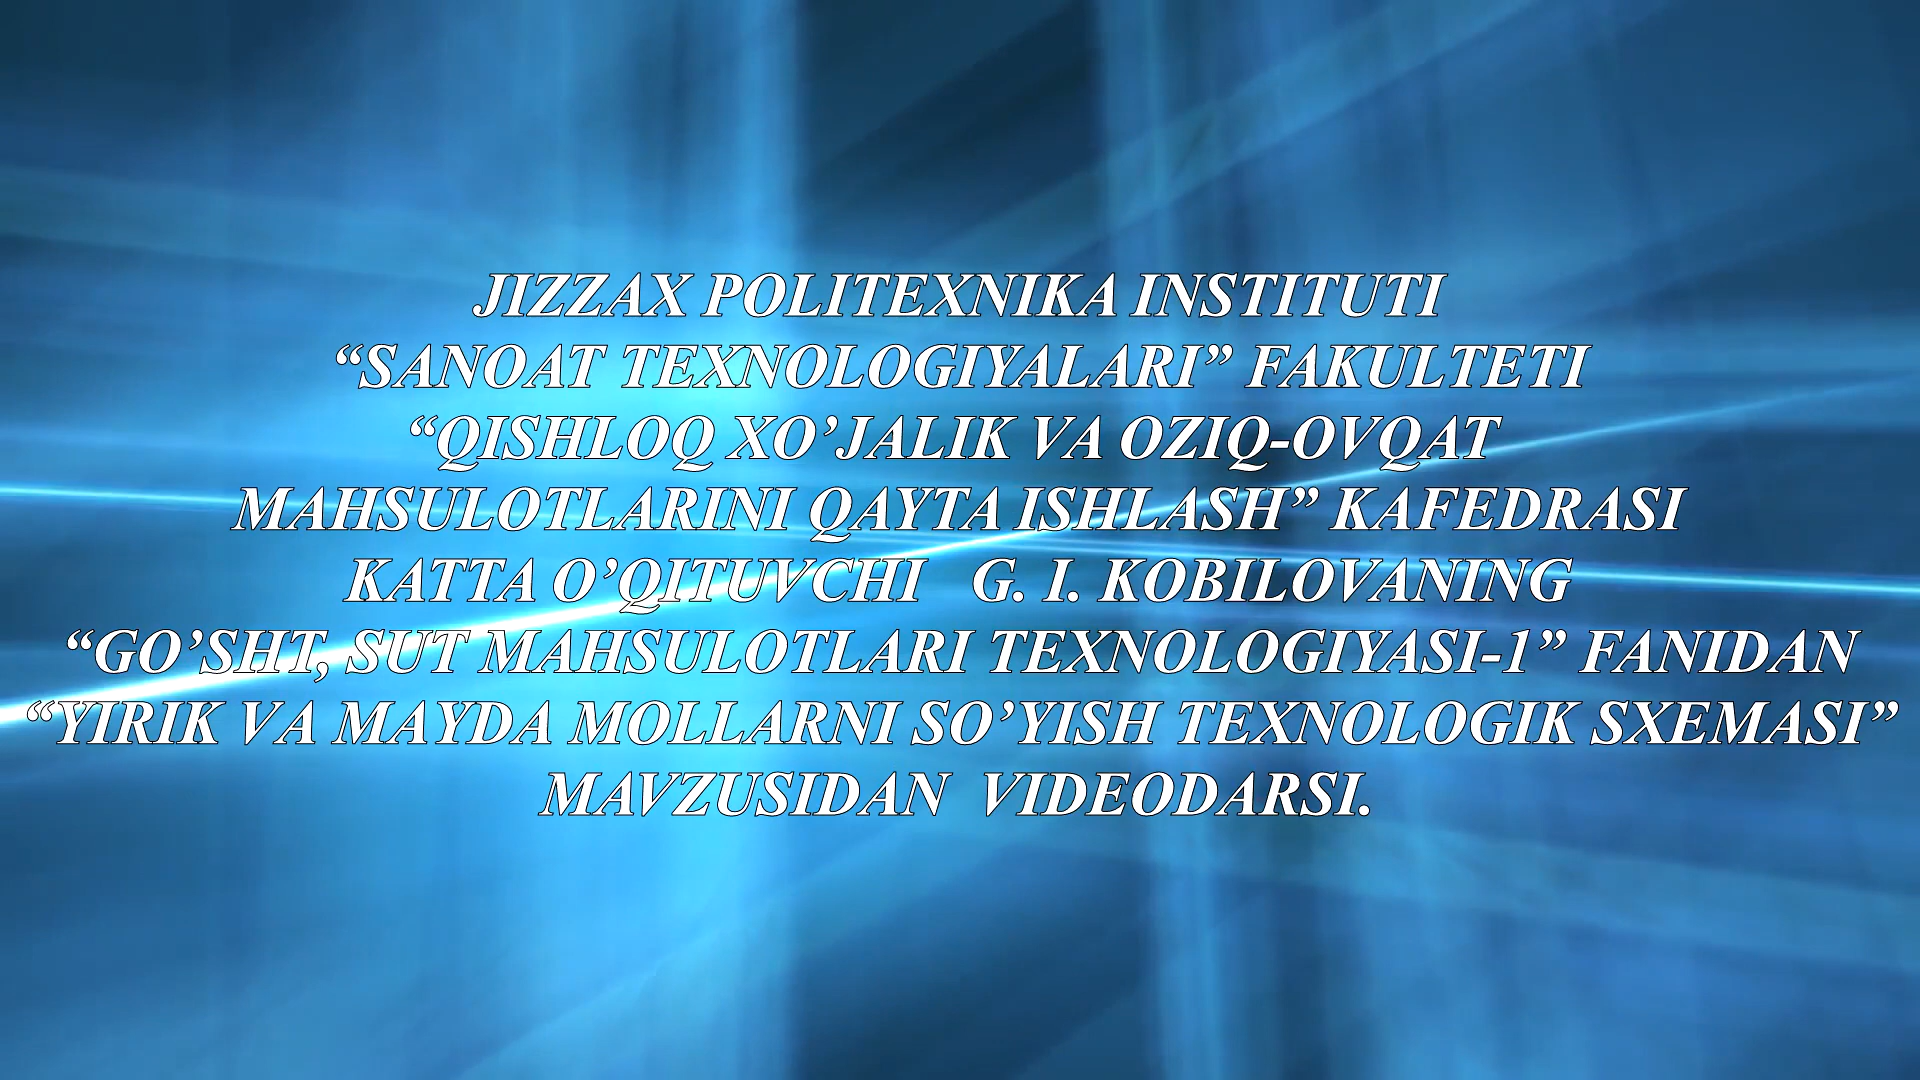 JIZZAX POLITEXNIKA INSTITUTI
“SANOAT TEXNOLOGIYALARI” FAKULTETI
“QISHLOQ XO’JALIK VA OZIQ-OVQAT
MAHSULOTLARINI QAYTA ISHLASH” KAFEDRASI
KATTA O’QITUVCHI G. I. KOBILOVANING
“GO’SHT, SUT MAHSULOTLARI TEXNOLOGIYASI-1” FANIDAN
“YIRIK VA MAYDA MOLLARNI SO’YISH TEXNOLOGIK SXEMASI”
MAVZUSIDAN VIDEODARSI.